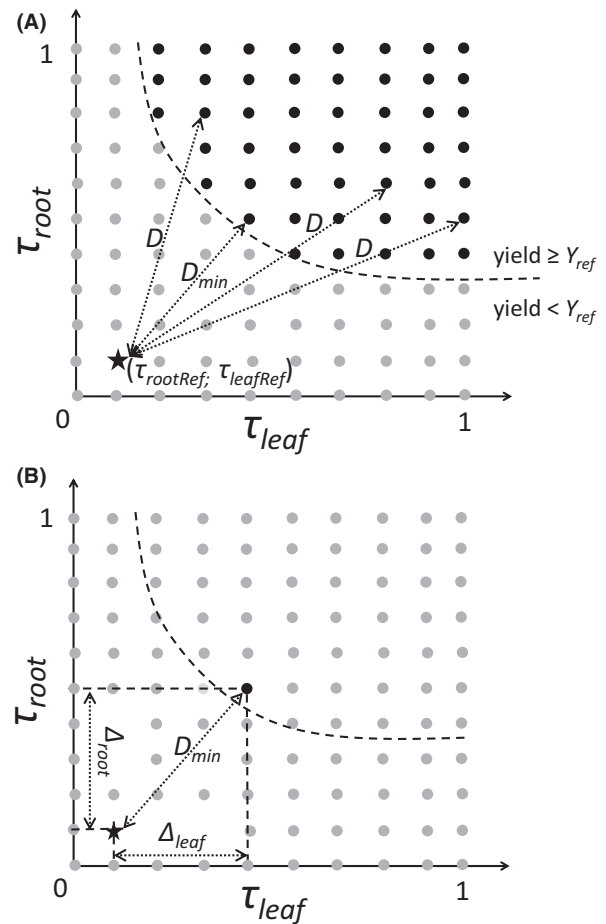 (A)
1
τroot
D
Dmin
D
D
yield ≥ Yref
yield < Yref
(τrootRef; τleafRef)
0
τleaf
1
(B)
1
τroot
Δroot
Dmin
Δleaf
0
τleaf
1